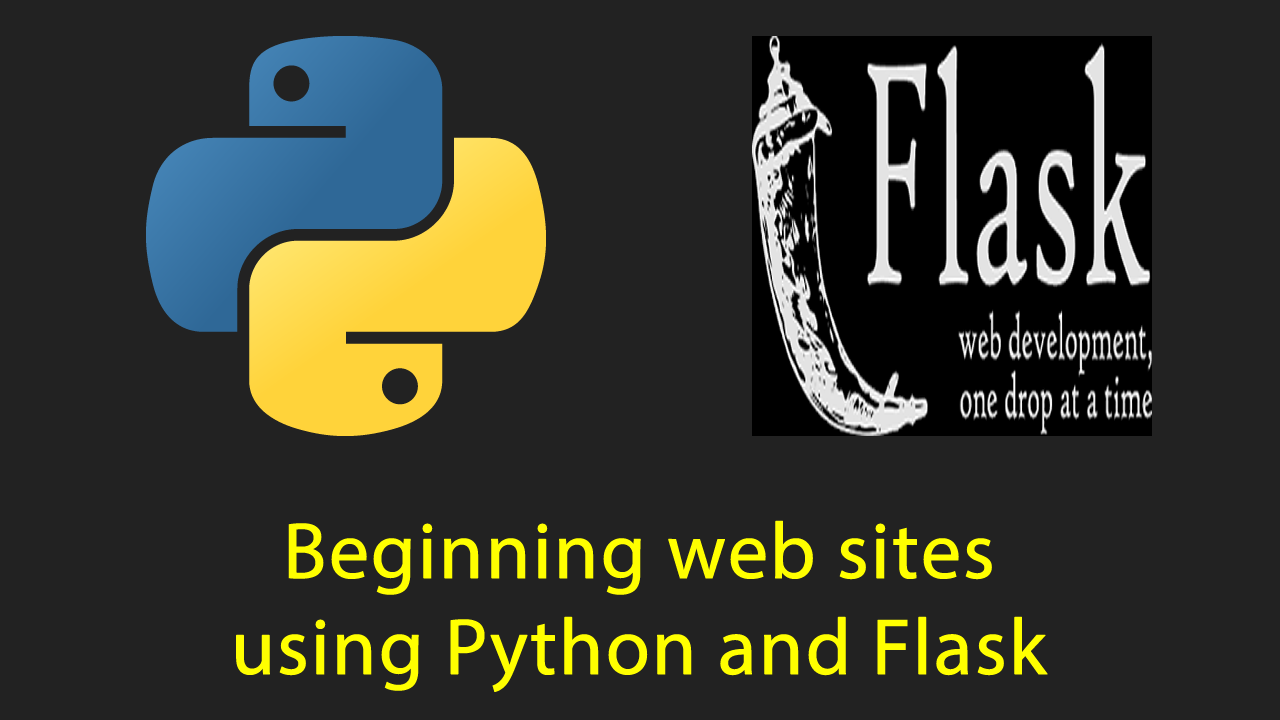 Flask
web development,
one drop at a time
Beginning web sites
using Python and Flask